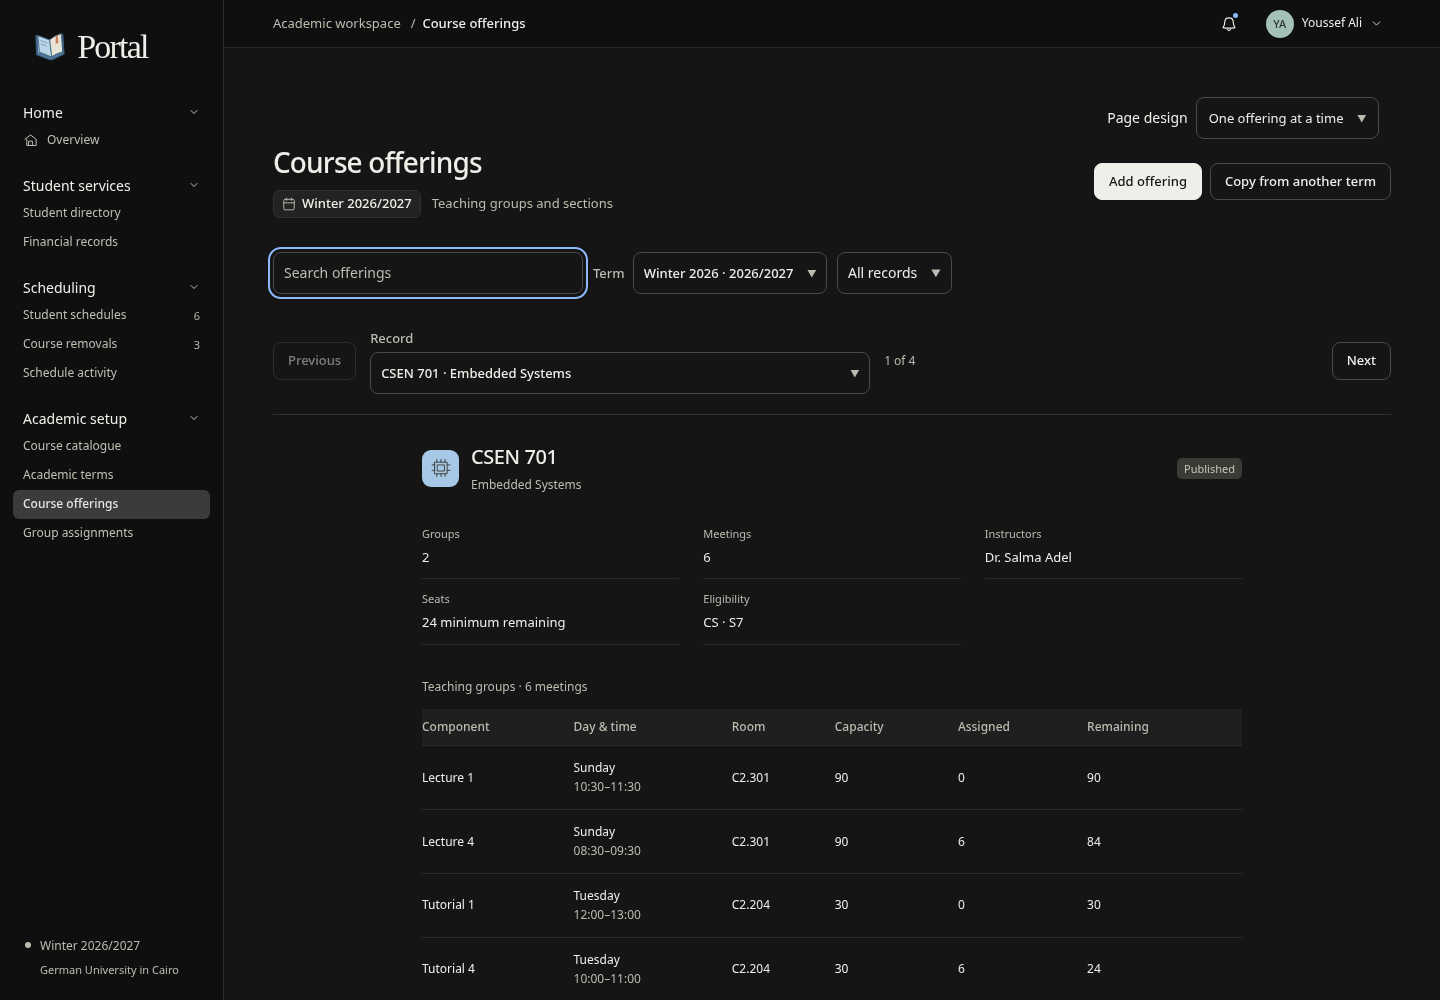 Portal
Home
Overview
Student services
Student directory
Financial records
Scheduling
Student schedules 6
Course removals 3
Schedule activity
Academic setup
Course catalogue
Academic terms
Course offerings
Group assignments
Winter 2026/2027
German University in Cairo
Academic workspace / Course offerings
YA Youssef Ali
Page design One offering at a time
Course offerings
Add offering Copy from another term
Winter 2026/2027 Teaching groups and sections
Search offerings Term Winter 2026 · 2026/2027 All records
Record
Previous CSEN 701 · Embedded Systems 1 of 4 Next
CSEN 701
Embedded Systems
Published
Groups Meetings Instructors
2 6 Dr. Salma Adel
Seats Eligibility
24 minimum remaining CS · S7
Teaching groups · 6 meetings
Component Day & time Room Capacity Assigned Remaining
Lecture 1 Sunday 10:30–11:30 C2.301 90 0 90
Lecture 4 Sunday 08:30–09:30 C2.301 90 6 84
Tutorial 1 Tuesday 12:00–13:00 C2.204 30 0 30
Tutorial 4 Tuesday 10:00–11:00 C2.204 30 6 24